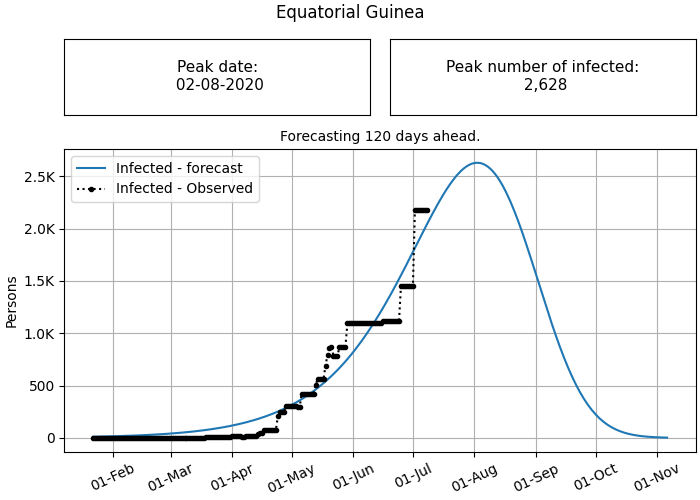 Equatorial Guinea
Peak date:
02-08-2020
Peak number of infected:
2,628
Forecasting 120 days ahead.
Infected - forecast
Infected - Observed
2.5K
2.0K
1.5K
1.0K
500
0
Persons
01-Feb
01-Mar
01-Apr
01-May
01-Jun
01-Jul
01-Aug
01-Sep
01-Oct
01-Nov